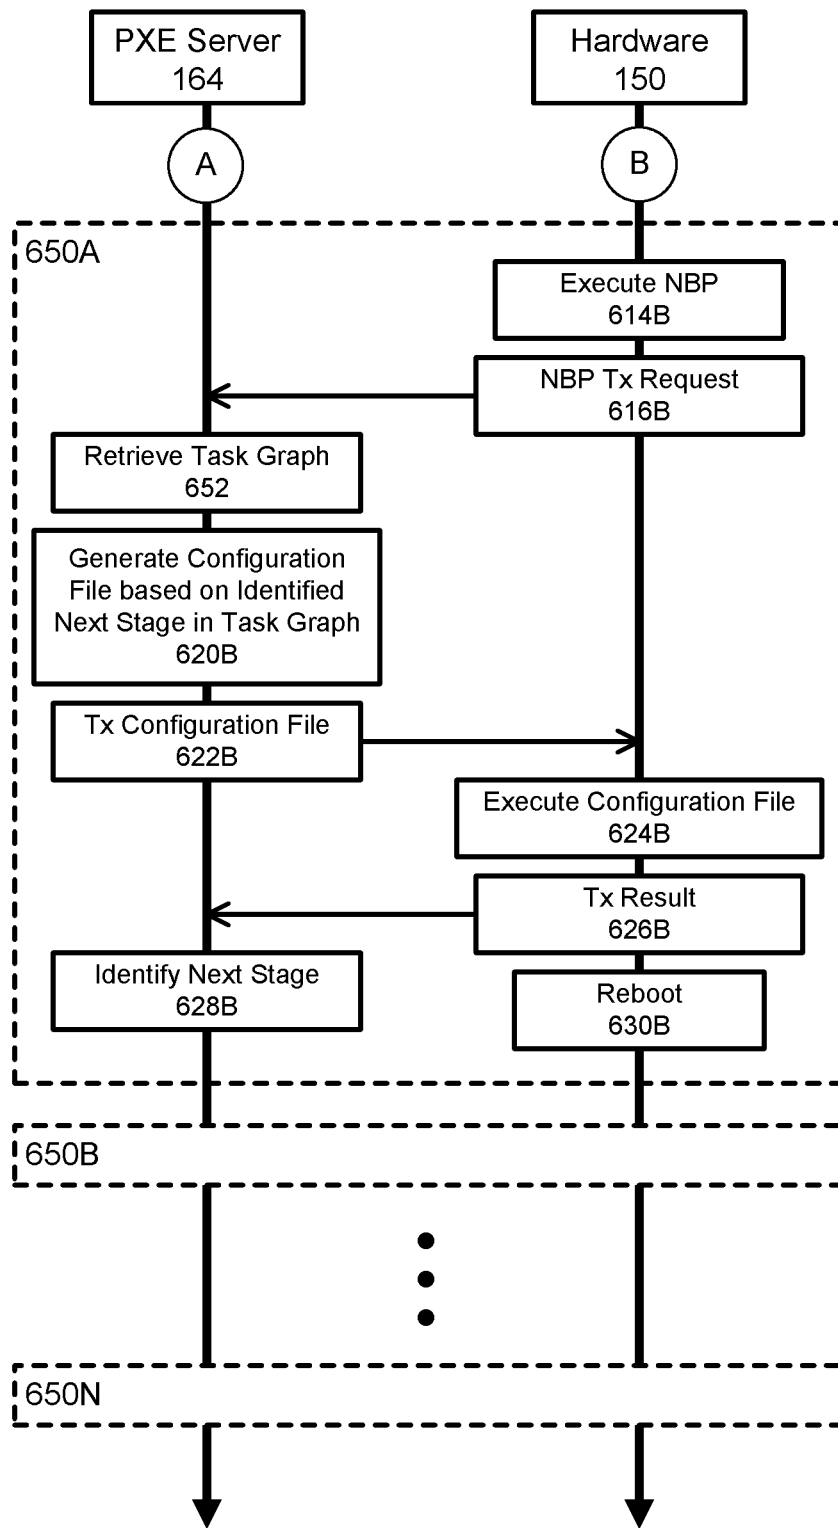 PXE Server
164
Hardware
150
A
B
650A
Execute NBP
614B
NBP Tx Request
616B
Retrieve Task Graph
652
Generate Configuration
File based on Identified
Next Stage in Task Graph
620B
Tx Configuration File
622B
Execute Configuration File
624B
Tx Result
626B
Identify Next Stage
628B
Reboot
630B
650B
650N